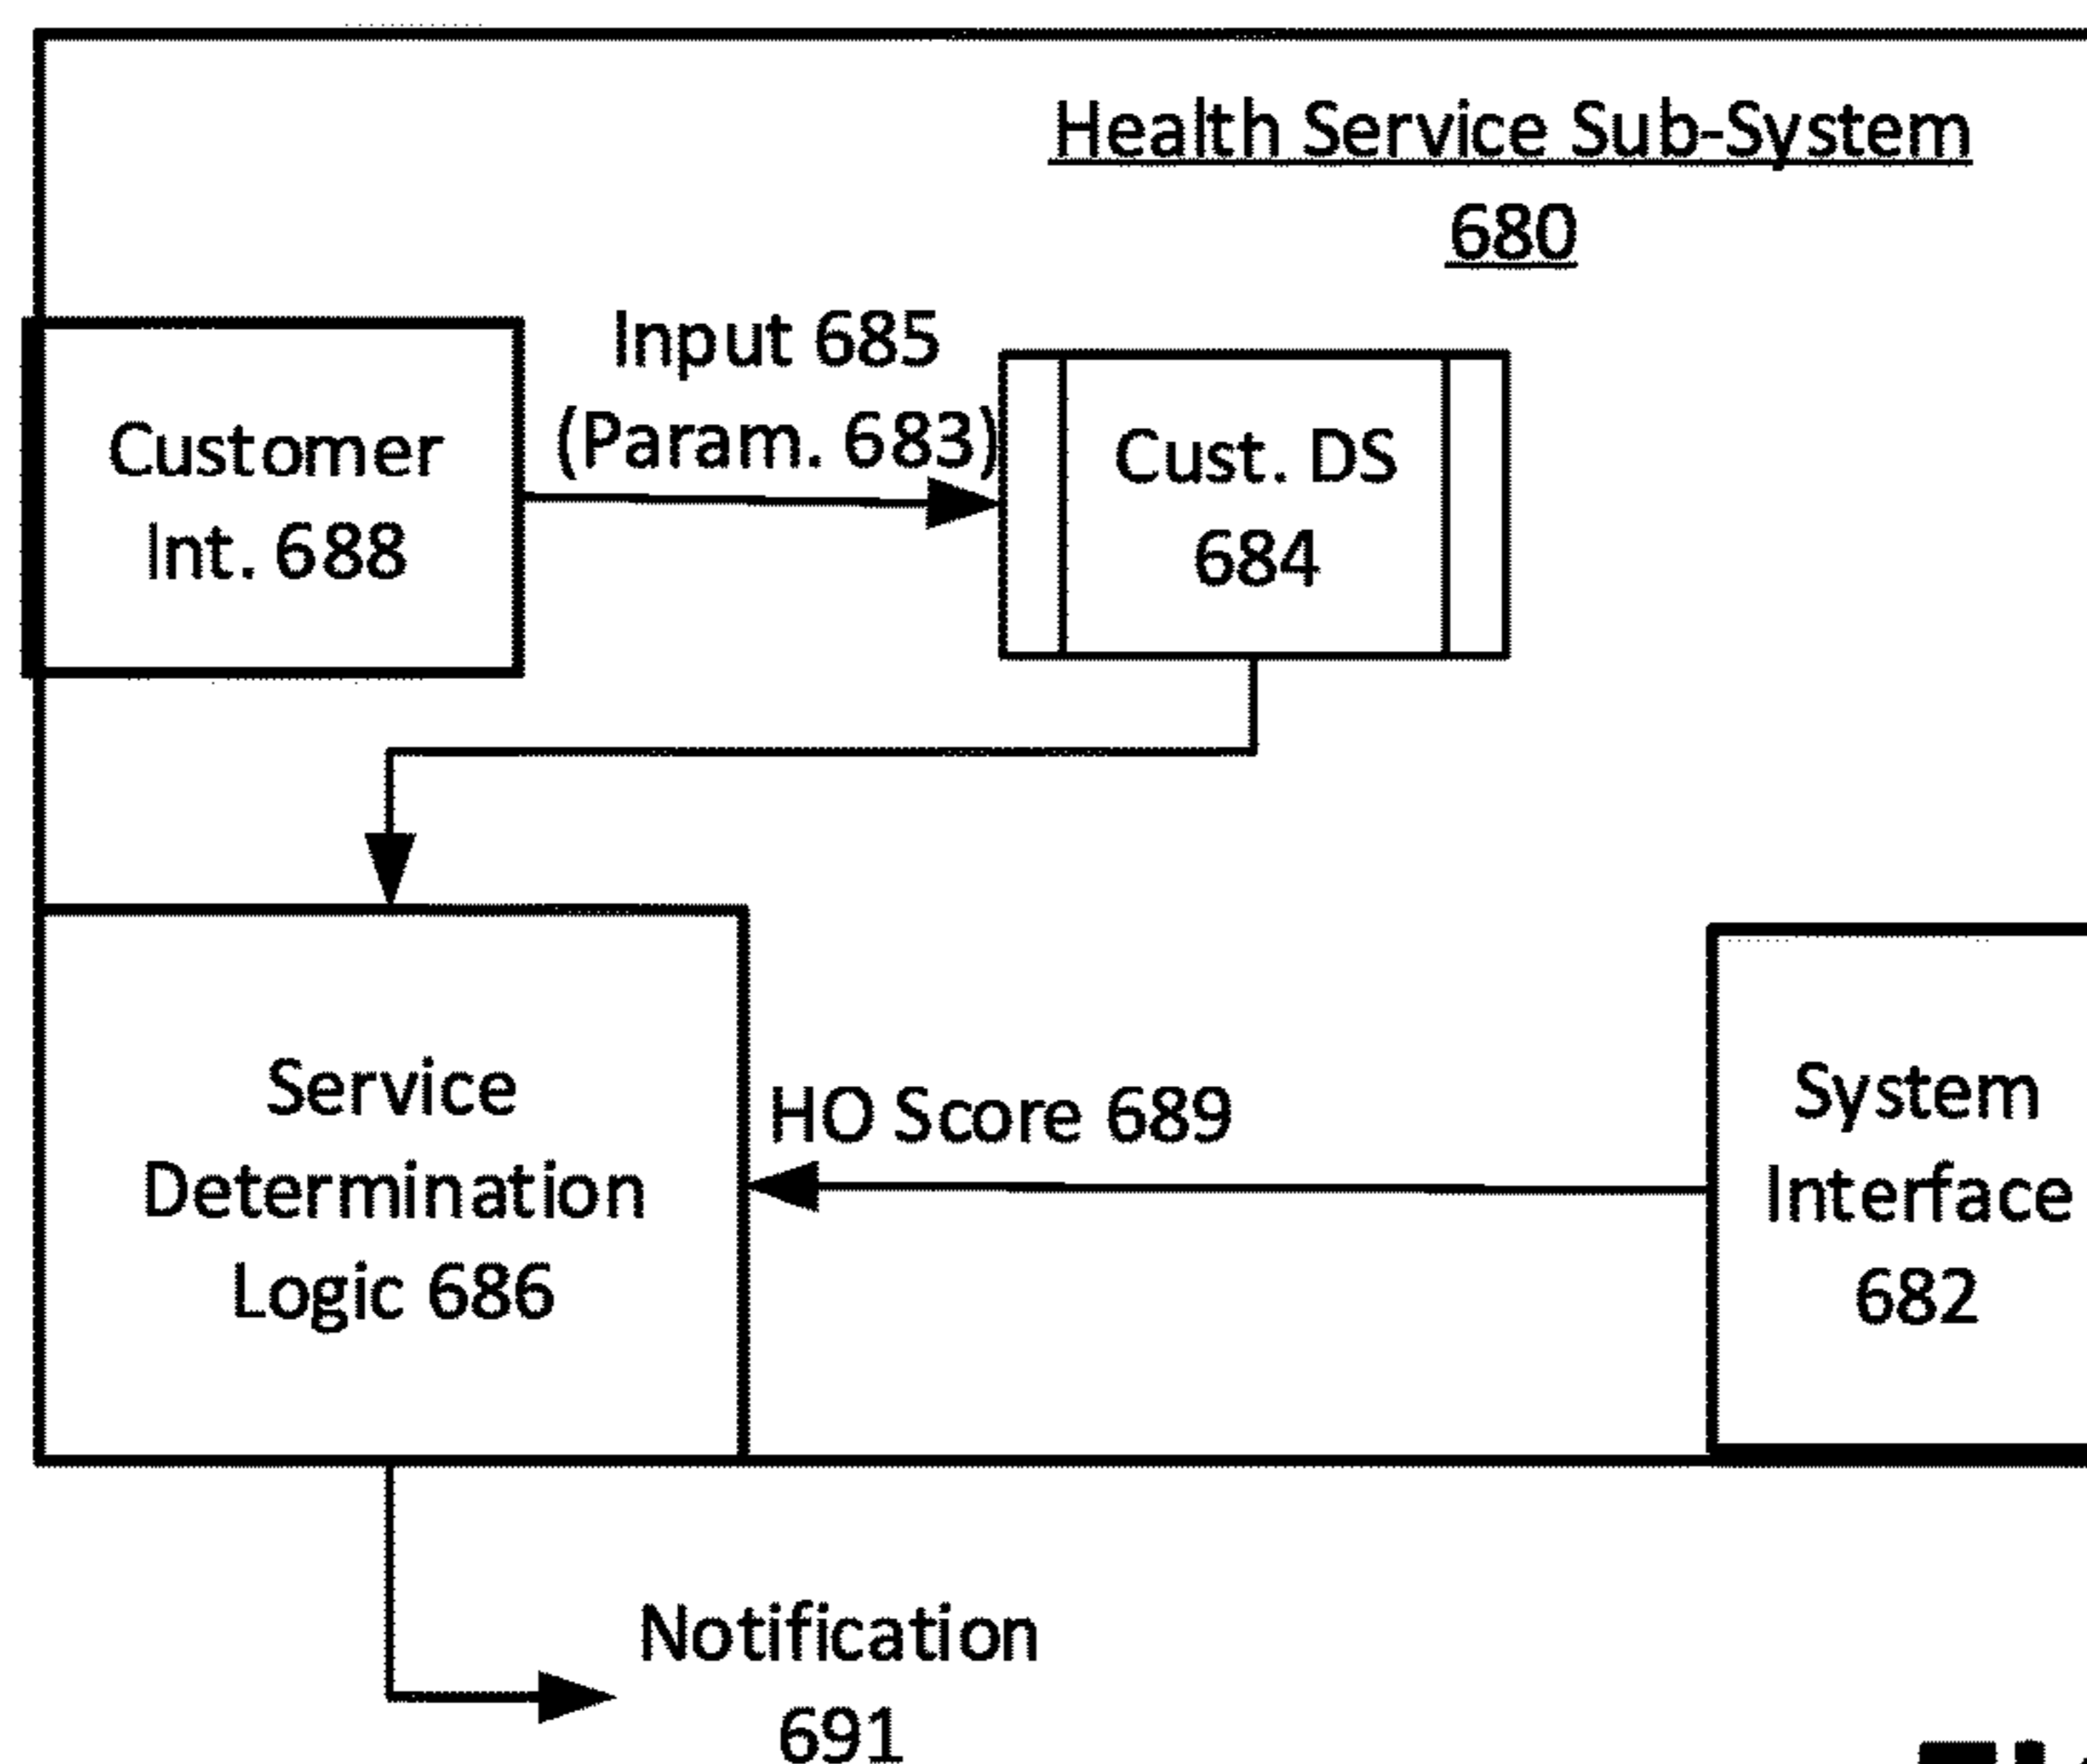 Health Service Sub-System
680
Input 685
(Param. 683)
Customer
Int. 688
Cust. DS
684
Service
Determination
Logic 686
HO Score 689
System
Interface
682
Notification
691